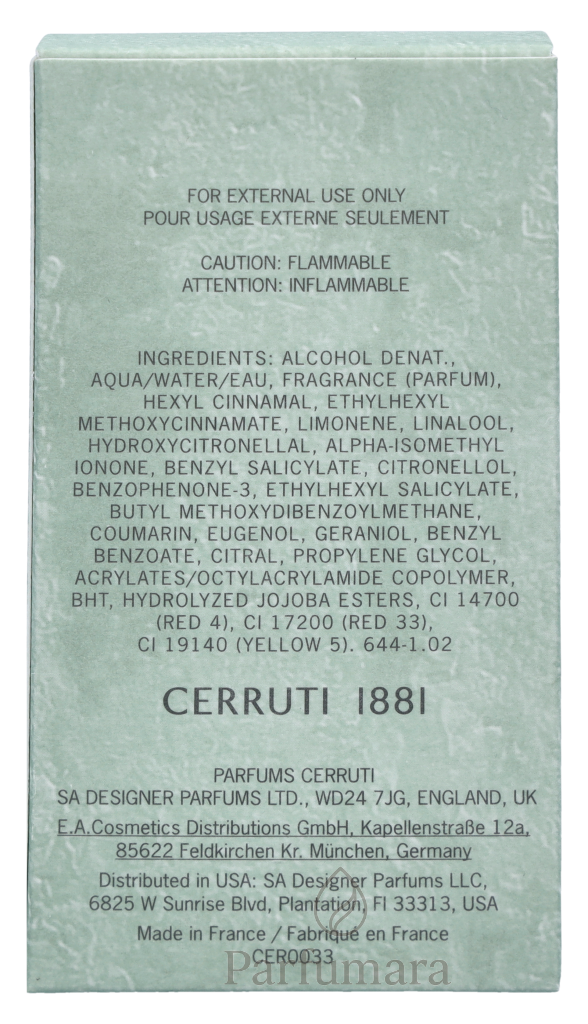 FOR EXTERNAL USE ONLY
POUR USAGE EXTERNE SEULEMENT
CAUTION: FLAMMABLE
ATTENTION: INFLAMMABLE
INGREDIENTS: ALCOHOL DENAT.,
AQUA/WATER/EAU, FRAGRANCE (PARFUM),
HEXYL CINNAMAL, ETHYLHEXYL
METHOXYCINNAMATE, LIMONENE, LINALOOL,
HYDROXYCITRONELLAL, ALPHA-ISOMETHYL
IONONE, BENZYL SALICYLATE, CITRONELLOL,
BENZOPHENONE-3, ETHYLHEXYL SALICYLATE,
BUTYL METHOXYDIBENZOYLMETHANE,
COUMARIN, EUGENOL, GERANIOL, BENZYL
BENZOATE, CITRAL, PROPYLENE GLYCOL,
ACRYLATES/OCTYLACRYLAMIDE COPOLYMER,
BHT, HYDROLYZED JOJOBA ESTERS, CI 14700
(RED 4), CI 17200 (RED 33),
CI 19140 (YELLOW 5). 644-1.02
CERRUTI 1881
PARFUMS CERRUTI
SA DESIGNER PARFUMS LTD., WD24 7JG, ENGLAND, UK
E.A.Cosmetics Distributions GmbH, Kapellenstraße 12a,
85622 Feldkirchen Kr. München, Germany
Distributed in USA: SA Designer Parfums LLC,
6825 W Sunrise Blvd, Plantation, Fl 33313, USA
Made in France / Fabriqué en France
CER0033
Parfumara